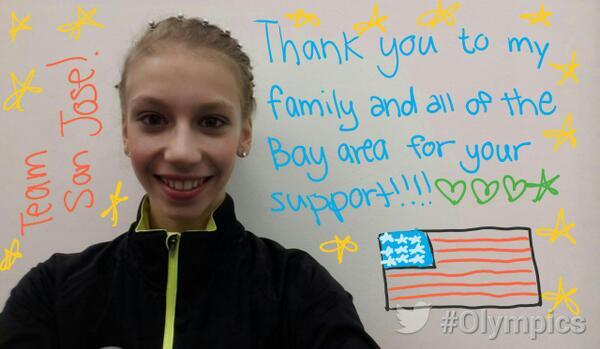 Team
San Jose!
Thank you to my
family and all of the
Bay area for your
support!!!!
#Olympics